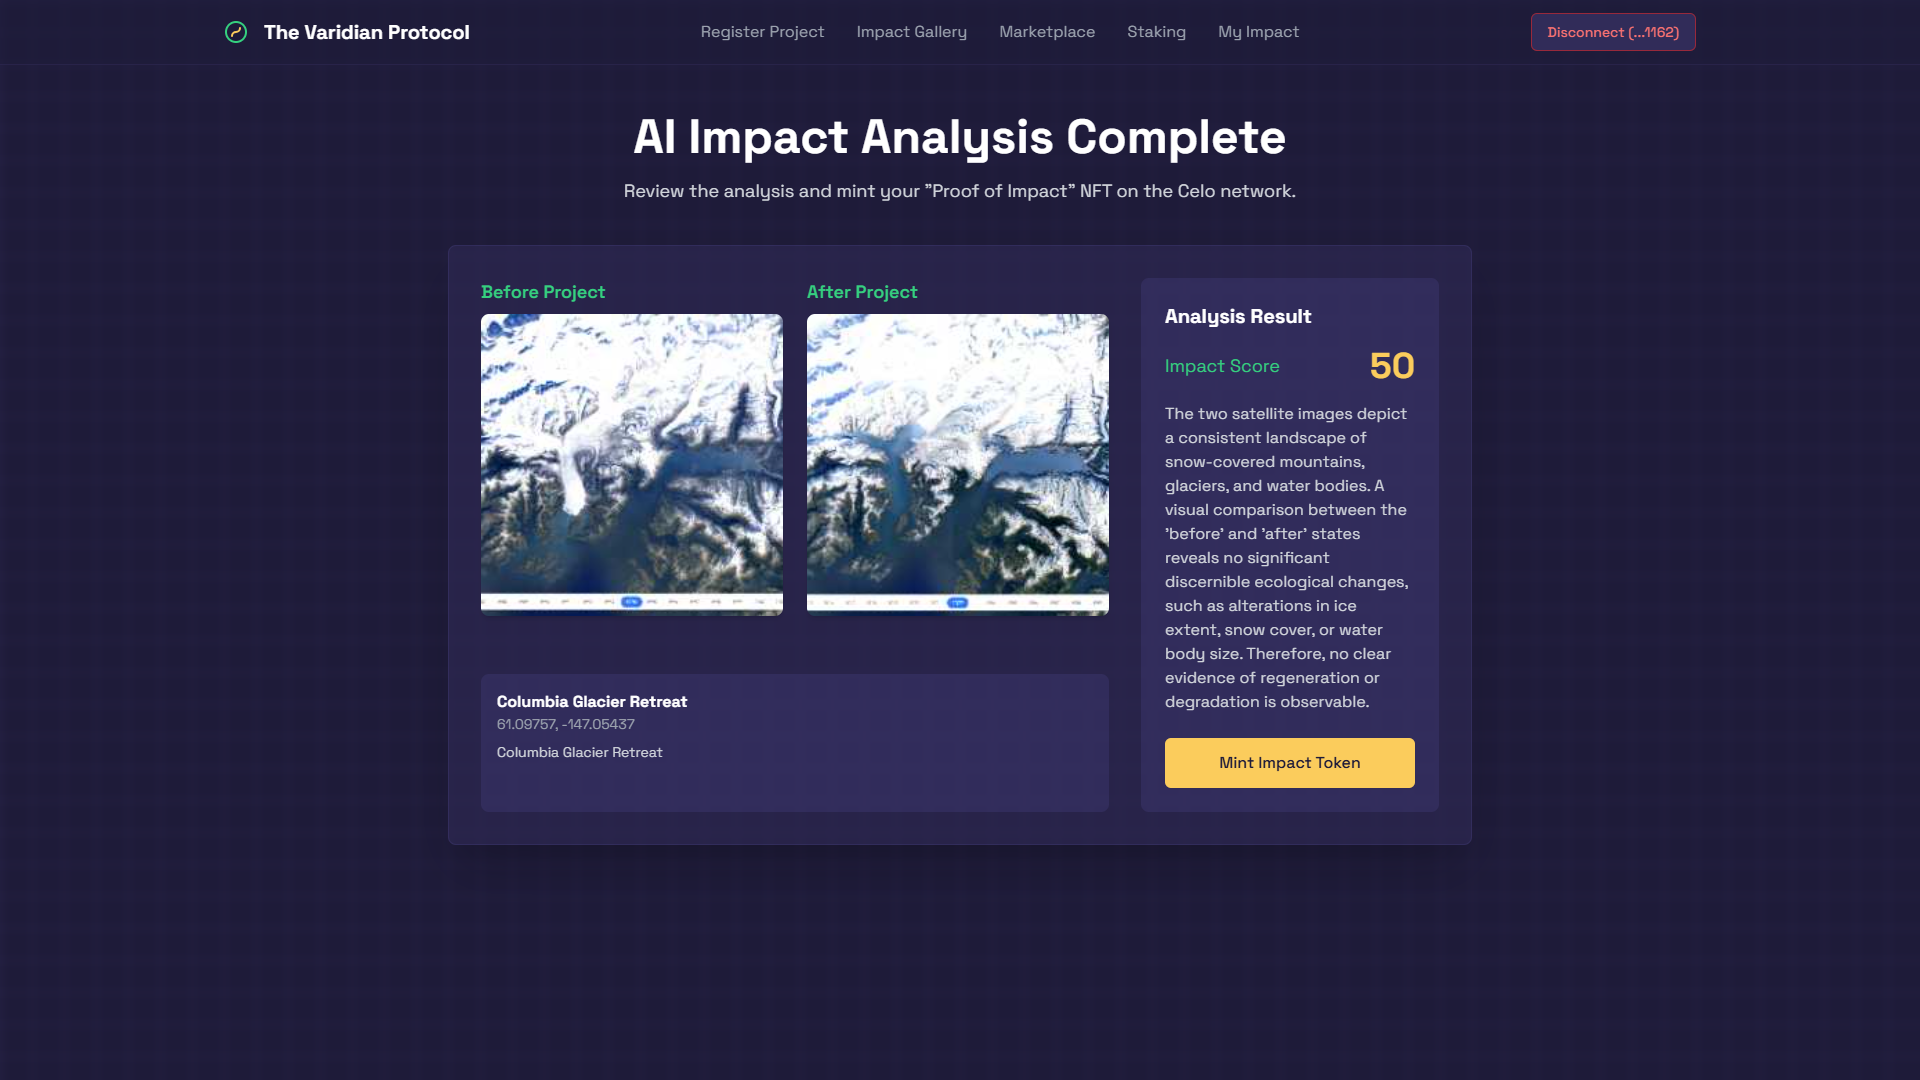 The Varidian Protocol
Register Project
Impact Gallery
Marketplace
Staking
My Impact
Disconnect (...1162)
AI Impact Analysis Complete
Review the analysis and mint your "Proof of Impact" NFT on the Celo network.
Before Project
After Project
Columbia Glacier Retreat
61.09757, -147.05437
Columbia Glacier Retreat
Analysis Result
Impact Score
50
The two satellite images depict
a consistent landscape of
snow-covered mountains,
glaciers, and water bodies. A
visual comparison between the
'before' and 'after' states
reveals no significant
discernible ecological changes,
such as alterations in ice
extent, snow cover, or water
body size. Therefore, no clear
evidence of regeneration or
degradation is observable.
Mint Impact Token